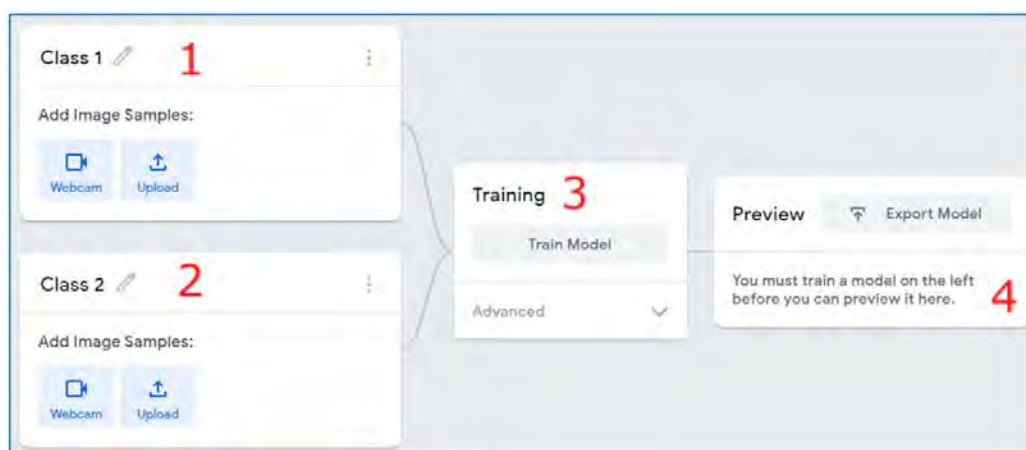 Class 1 1
Add Image Samples:
Webcam Upload
Class 2 2
Add Image Samples:
Webcam Upload
Training 3
Train Model
Advanced
Preview Export Model
You must train a model on the left
before you can preview it here. 4